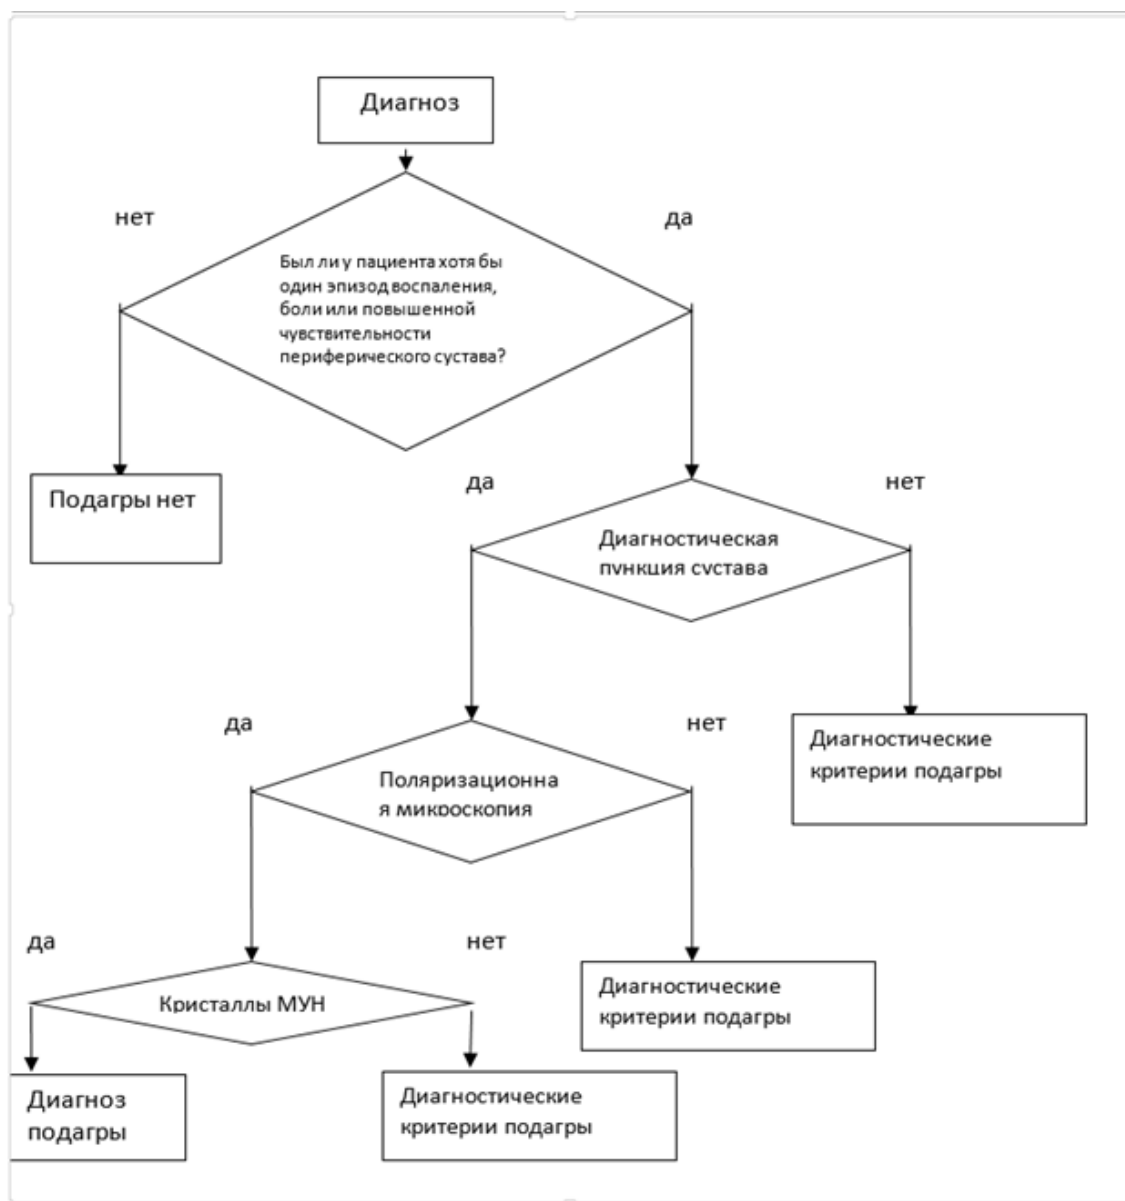 Диагноз
нет
да
Был ли у пациента хотя бы
один эпизод воспаления,
боли или повышенной
чувствительности
периферического сустава?
Подагры нет
да
нет
Диагностическая
пункция сустава
да
нет
Диагностические
критерии подагры
Поляризационна
я микроскопия
да
нет
Диагностические
критерии подагры
Кристаллы МУН
Диагноз
подагры
Диагностические
критерии подагры